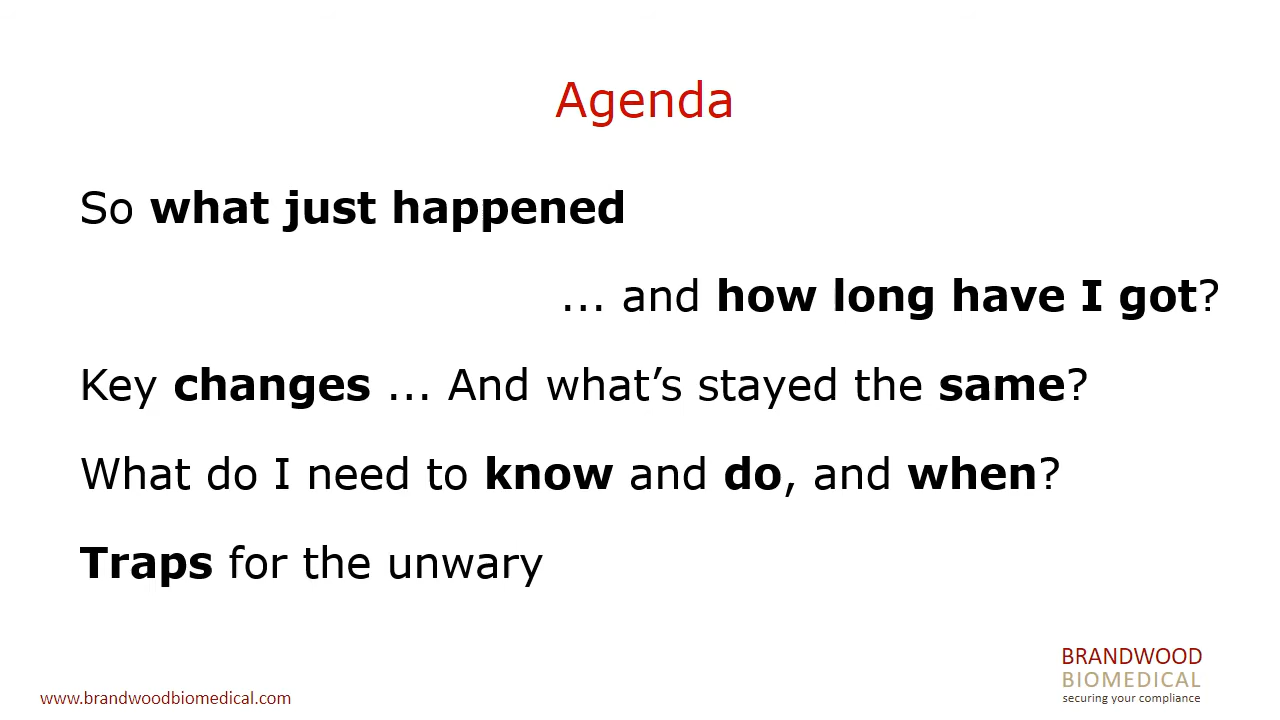 Agenda
So what just happened
... and how long have I got?
Key changes ... And what’s stayed the same?
What do I need to know and do, and when?
Traps for the unwary
BRANDWOOD
BIOMEDICAL
securing your compliance
www.brandwoodbiomedical.com